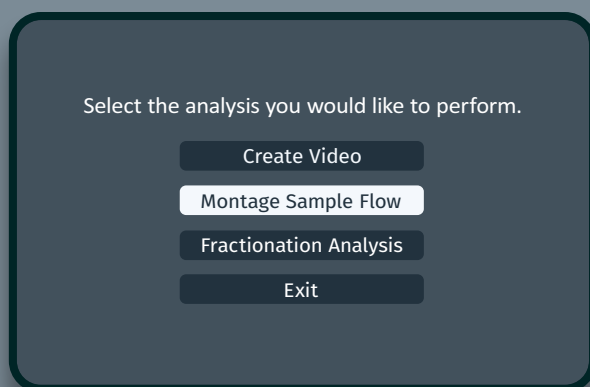 Select the analysis you would like to perform.
Create Video
Montage Sample Flow
Fractionation Analysis
Exit